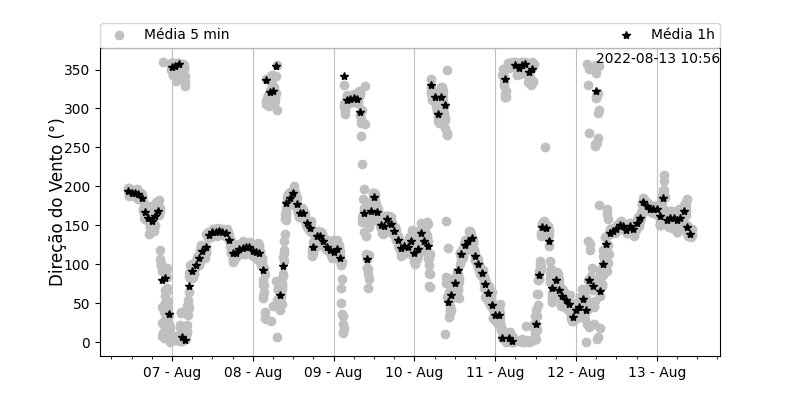 Média 5 min
Média 1h
2022-08-13 10:56
Direção do Vento (°)
350
300
250
200
150
100
50
0
07 - Aug
08 - Aug
09 - Aug
10 - Aug
11 - Aug
12 - Aug
13 - Aug